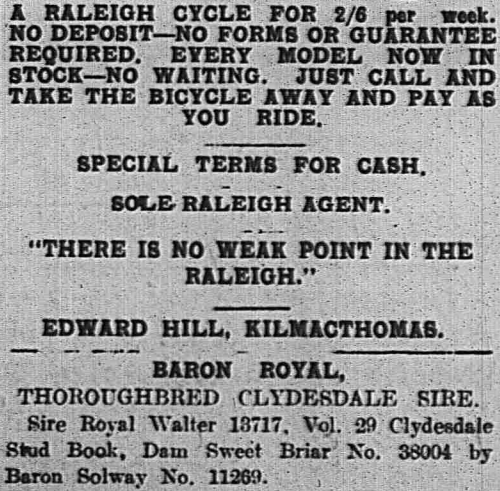 A RALEIGH CYCLE FOR 2/6 per week.
NO DEPOSIT—NO FORMS OR GUARANTEE
REQUIRED. EVERY MODEL NOW IN
STOCK—NO WAITING. JUST CALL AND
TAKE THE BICYCLE AWAY AND PAY AS
YOU RIDE.
SPECIAL TERMS FOR CASH.
SOLE RALEIGH AGENT.
"THERE IS NO WEAK POINT IN THE
RALEIGH."
EDWARD HILL, KILMACTHOMAS.
BARON ROYAL,
THOROUGHBRED CLYDESDALE SIRE.
Sire Royal Walter 13717, Vol. 29 Clydesdale
Stud Book, Dam Sweet Briar No. 38004 by
Baron Solway No. 11269.